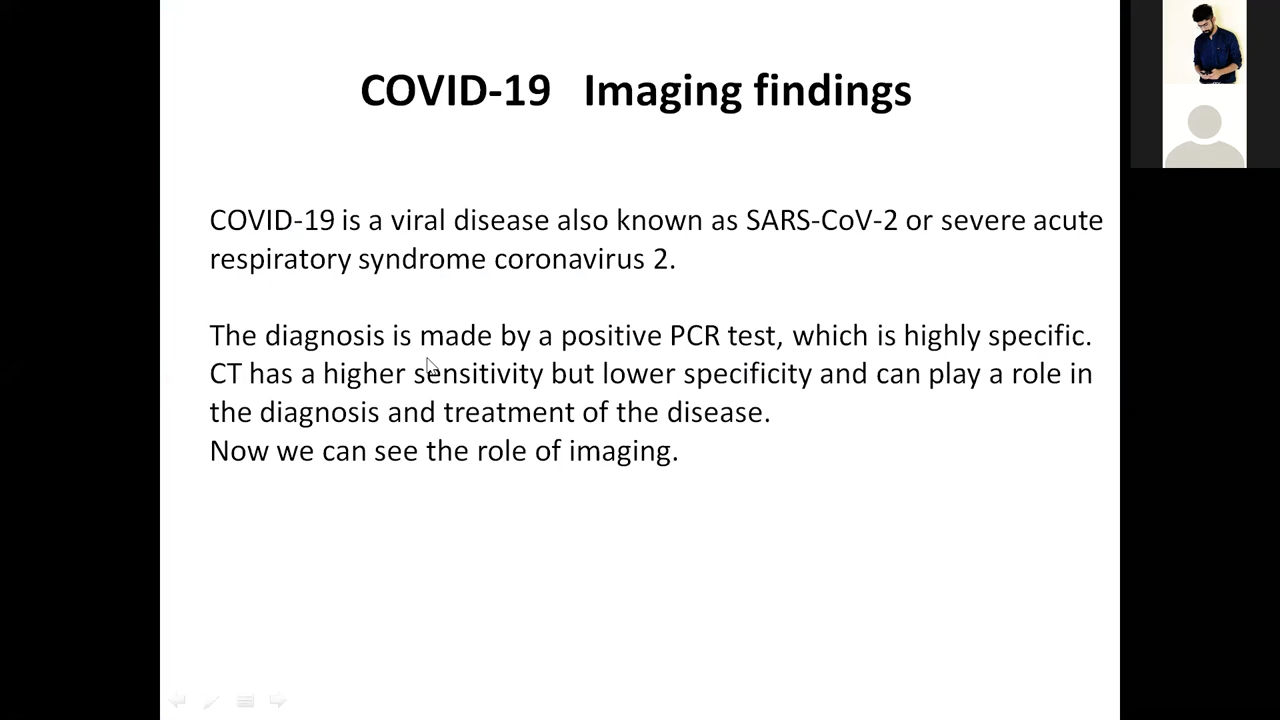 COVID-19 Imaging findings
COVID-19 is a viral disease also known as SARS-CoV-2 or severe acute
respiratory syndrome coronavirus 2.
The diagnosis is made by a positive PCR test, which is highly specific.
CT has a higher sensitivity but lower specificity and can play a role in
the diagnosis and treatment of the disease.
Now we can see the role of imaging.